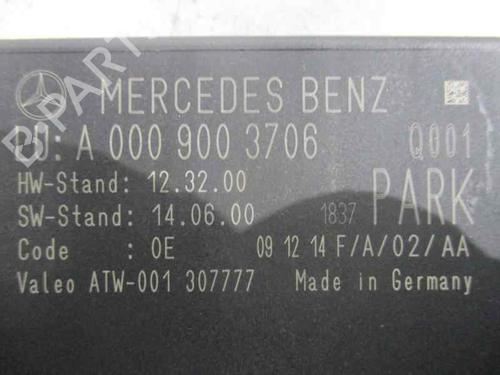 MERCEDES BENZ
A 000 900 3706 Q001
HW-Stand: 12.32.00
SW-Stand: 14.06.00 1837 PARK
Code : 0E 09 12 14 F/A/02/AA
Valeo ATW-001 307777 Made in Germany